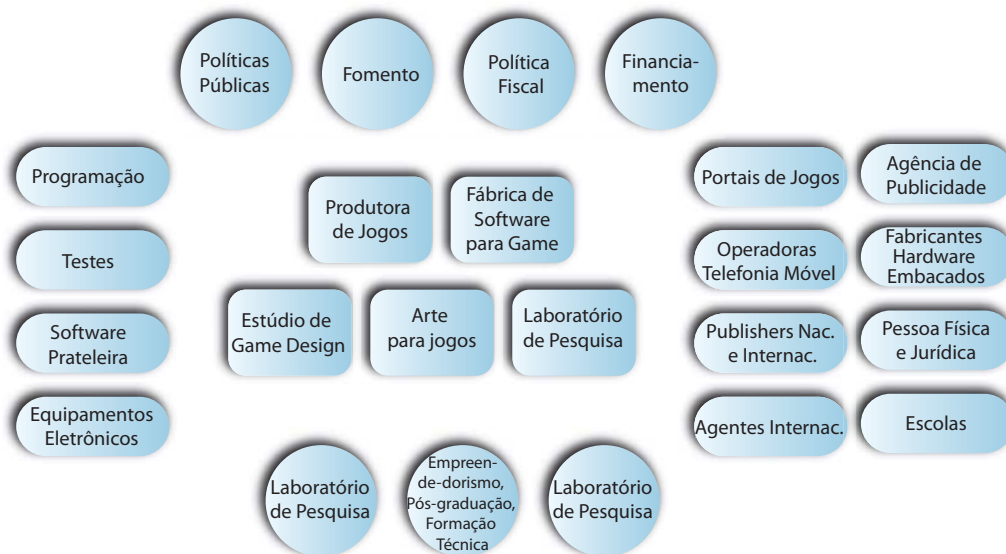 Políticas
Públicas
Fomento
Política
Fiscal
Financia-
mento
Programação
Testes
Software
Prateleira
Equipamentos
Eletrônicos
Produtora
de Jogos
Fábrica de
Software
para Game
Estúdio de
Game Design
Arte
para jogos
Laboratório
de Pesquisa
Portais de Jogos
Agência de
Publicidade
Operadoras
Telefonia Móvel
Fabricantes
Hardware
Embacados
Publishers Nac.
e Internac.
Pessoa Física
e Jurídica
Agentes Internac.
Escolas
Laboratório
de Pesquisa
Empreen-
de-dorismo,
Pós-graduação,
Formação
Técnica
Laboratório
de Pesquisa